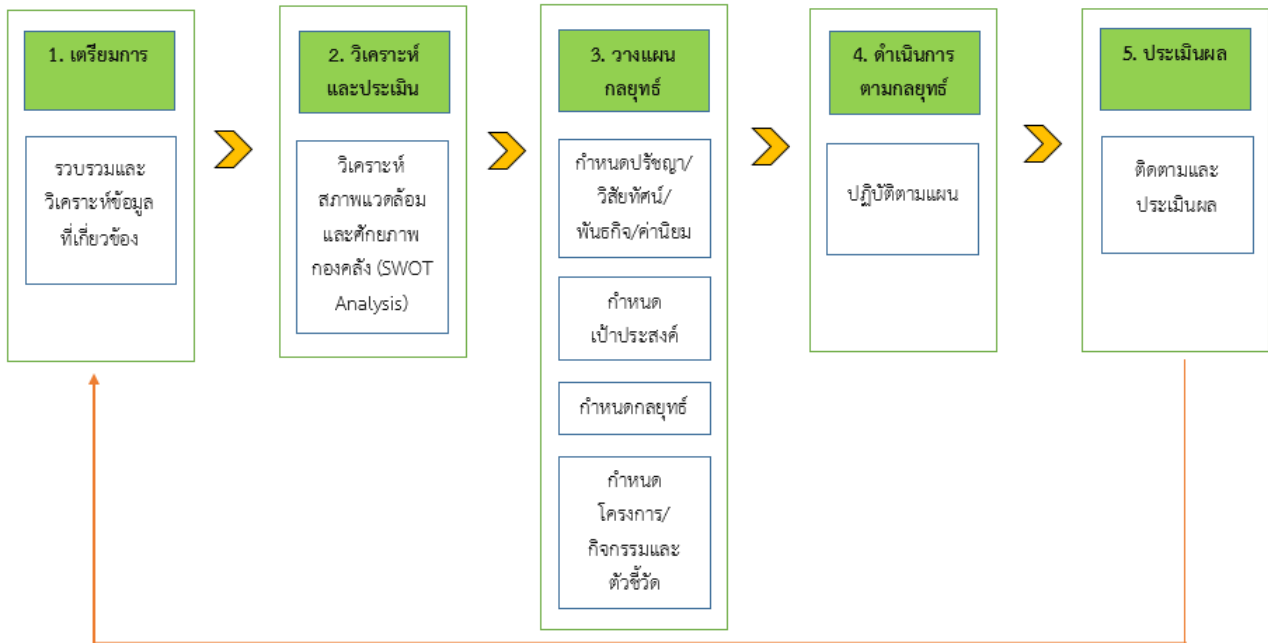 1. เตรียมการ
รวบรวมและ
วิเคราะห์ข้อมูล
ที่เกี่ยวข้อง
2. วิเคราะห์
และประเมิน
วิเคราะห์
สภาพแวดล้อม
และศักยภาพ
กองคลัง (SWOT
Analysis)
3. วางแผน
กลยุทธ์
กำหนดปรัชญา/
วิสัยทัศน์/
พันธกิจ/ค่านิยม
กำหนด
เป้าประสงค์
กำหนดกลยุทธ์
กำหนด
โครงการ/
กิจกรรมและ
ตัวชี้วัด
4. ดำเนินการ
ตามกลยุทธ์
ปฏิบัติตามแผน
5. ประเมินผล
ติดตามและ
ประเมินผล